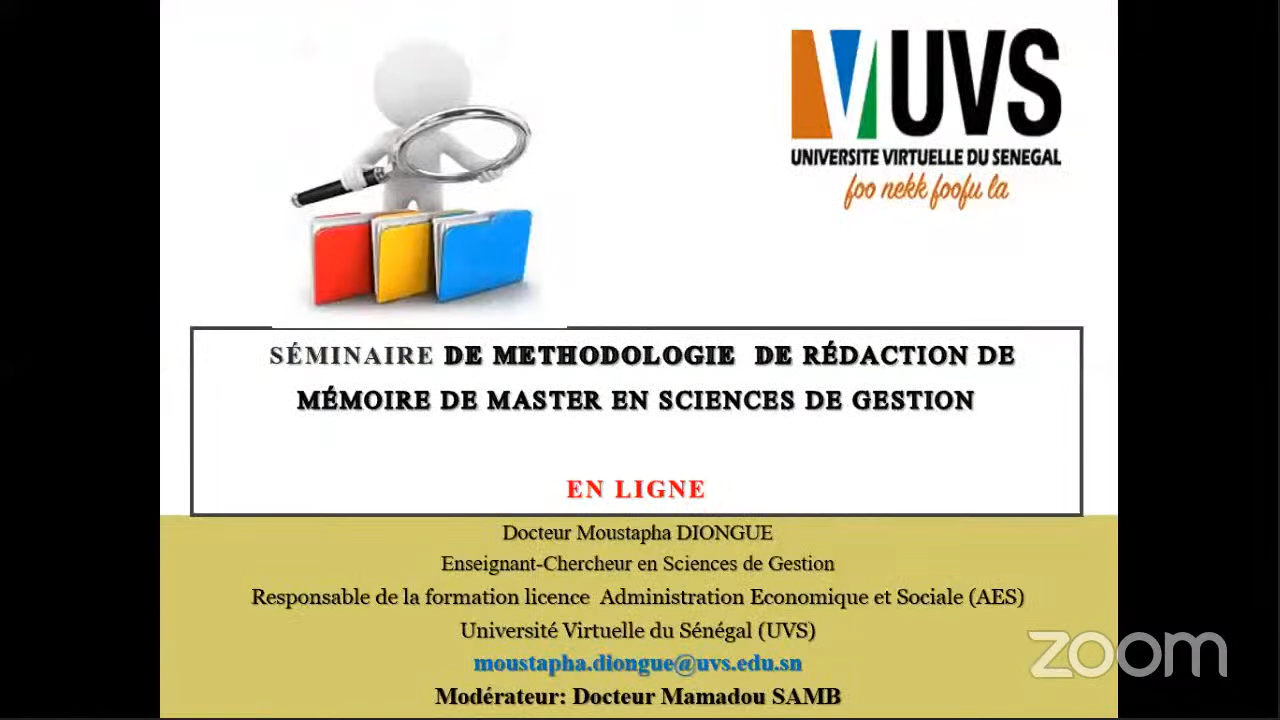 UVS
UNIVERSITE VIRTUELLE DU SENEGAL
foo nekk foofu la
SÉMINAIRE DE METHODOLOGIE DE RÉDACTION DE
MÉMOIRE DE MASTER EN SCIENCES DE GESTION
EN LIGNE
Docteur Moustapha DIONGUE
Enseignant-Chercheur en Sciences de Gestion
Responsable de la formation licence Administration Economique et Sociale (AES)
Université Virtuelle du Sénégal (UVS)
moustapha.diongue@uvs.edu.sn
Modérateur: Docteur Mamadou SAMB
zoom